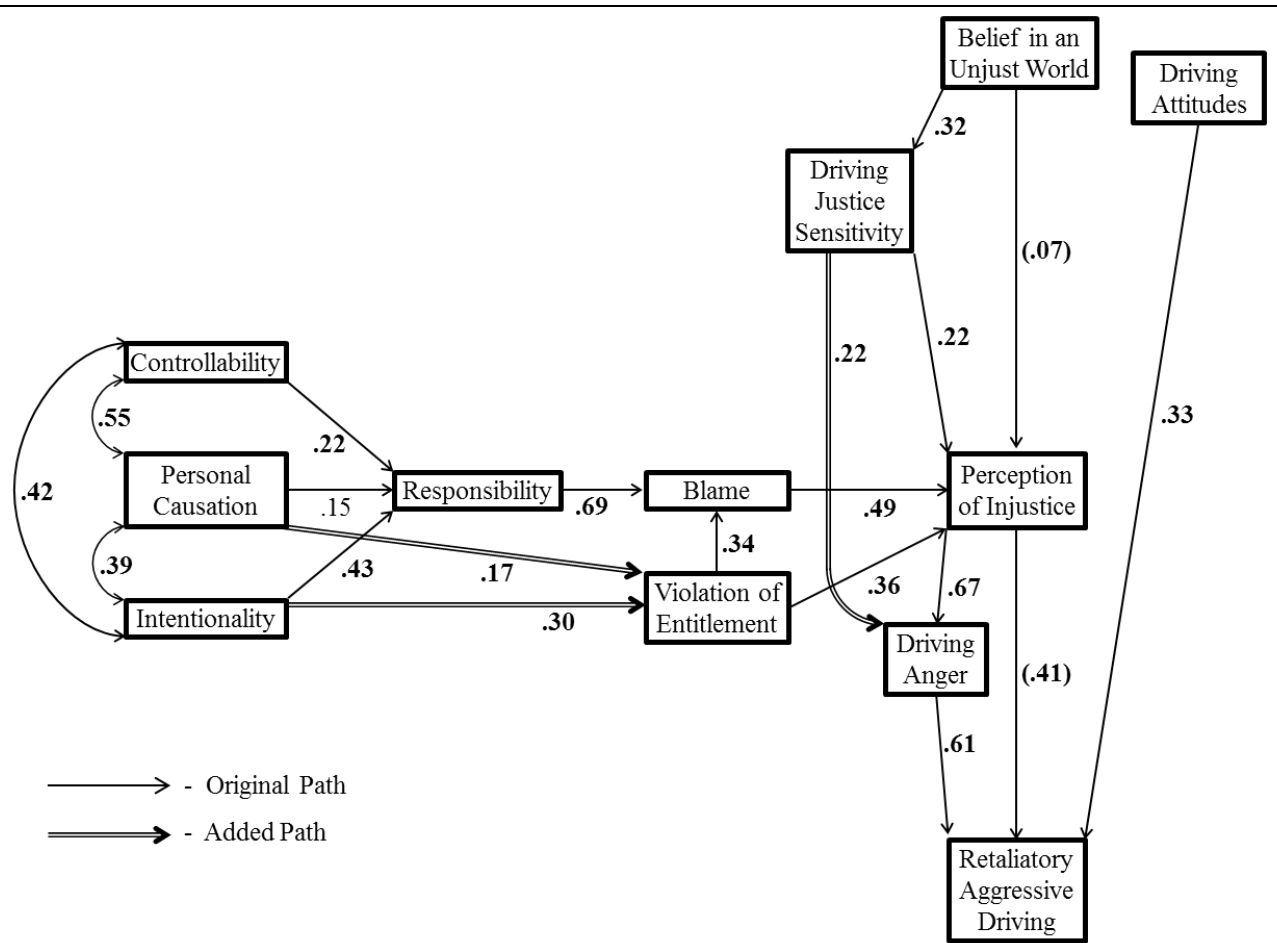 Belief in an
Unjust World
Driving
Attitudes
.32
Driving
Justice
Sensitivity
(.07)
.22
.22
.33
Controllability
.55
.22
.42
Personal
Causation
.15
Responsibility
.69
Blame
.49
Perception
of Injustice
.39
.43
.17
.34
.36
.67
Intentionality
.30
Violation of
Entitlement
Driving
Anger
(.41)
.61
- Original Path
- Added Path
Retaliatory
Aggressive
Driving